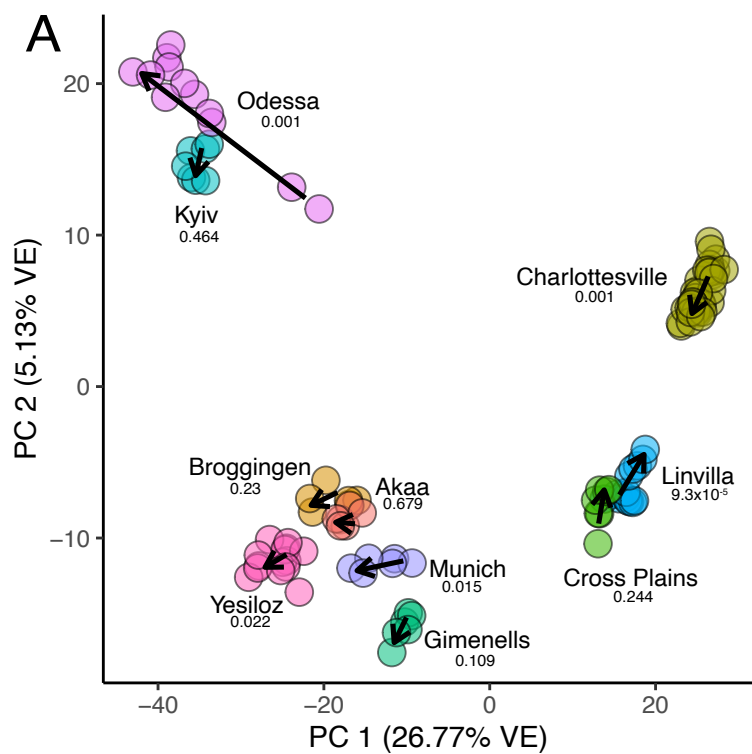 A
20
10
0
−10
PC 2 (5.13% VE)
Odessa
0.001
Kyiv
0.464
Charlottesville
0.001
Broggingen
0.23
Akaa
0.679
Linvilla
9.3x10⁻⁵
Munich
0.015
Cross Plains
0.244
Yesiloz
0.022
Gimenells
0.109
−40
−20
0
20
PC 1 (26.77% VE)